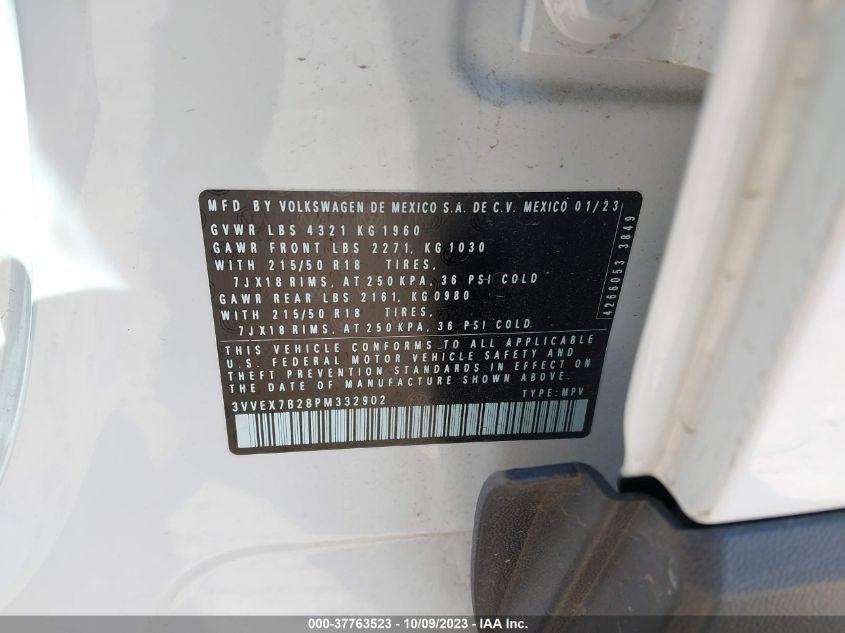 MFD BY VOLKSWAGEN DE MEXICO S.A. DE C.V. MEXICO 01/23
GVWR LBS 4321 KG 1960
GAWR FRONT LBS 2271, KG 1030
WITH 215/50 R18 TIRES,
7JX18 RIMS, AT 250 KPA, 36 PSI COLD
GAWR REAR LBS 2161, KG 0980
WITH 215/50 R18 TIRES,
7JX18 RIMS, AT 250 KPA, 36 PSI COLD
THIS VEHICLE CONFORMS TO ALL APPLICABLE
U.S. FEDERAL MOTOR VEHICLE SAFETY AND
THEFT PREVENTION STANDARDS IN EFFECT ON
THE DATE OF MANUFACTURE SHOWN ABOVE.
3VVEX7B28PM332902 TYPE: MPV
4266053 3849
000-37763523 - 10/09/2023 - IAA Inc.